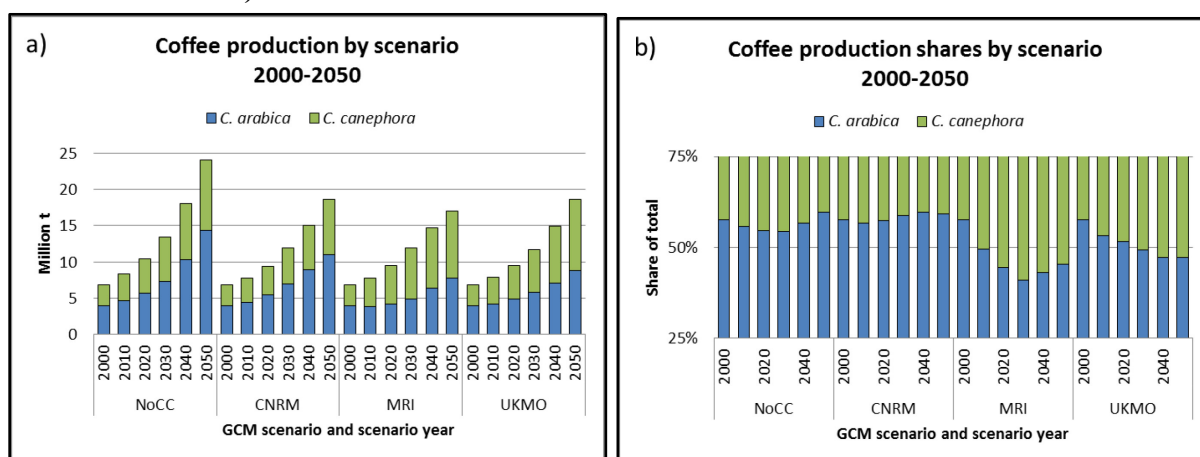 a)
Coffee production by scenario
2000-2050
C. arabica C. canephora
25
20
15
10
5
0
Million t
2000 2010 2020 2030 2040 2050 2000 2010 2020 2030 2040 2050 2000 2010 2020 2030 2040 2050 2000 2010 2020 2030 2040 2050
NoCC CNRM MRI UKMO
GCM scenario and scenario year
b)
Coffee production shares by scenario
2000-2050
C. arabica C. canephora
75%
50%
25%
Share of total
2000 2020 2040 2000 2020 2040 2000 2020 2040 2000 2020 2040
NoCC CNRM MRI UKMO
GCM scenario and scenario year